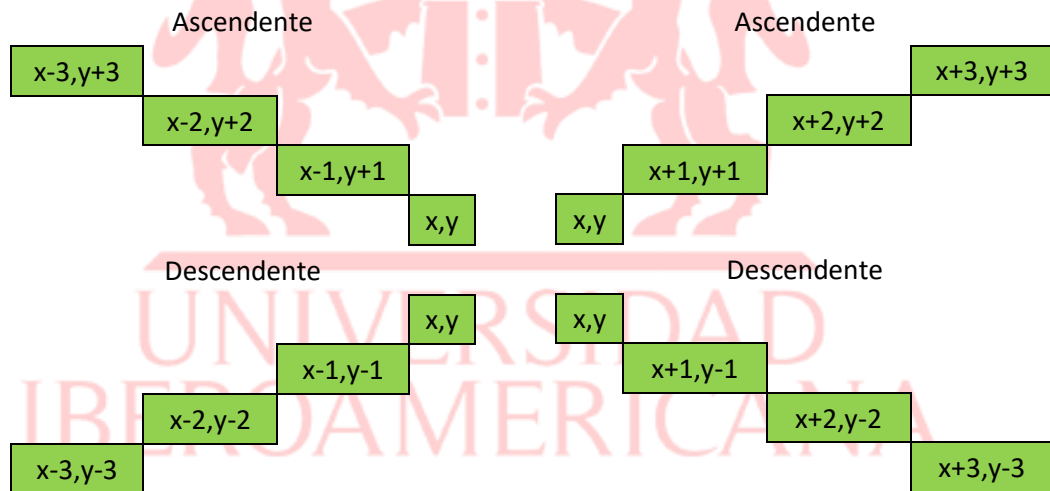 Ascendente Ascendente
x-3,y+3 x+3,y+3
x-2,y+2 x+2,y+2
x-1,y+1 x+1,y+1
x,y x,y
Descendente Descendente
x,y x,y
x-1,y-1 x+1,y-1
x-2,y-2 x+2,y-2
x-3,y-3 x+3,y-3
UNIVERSIDAD
IBEROAMERICANA